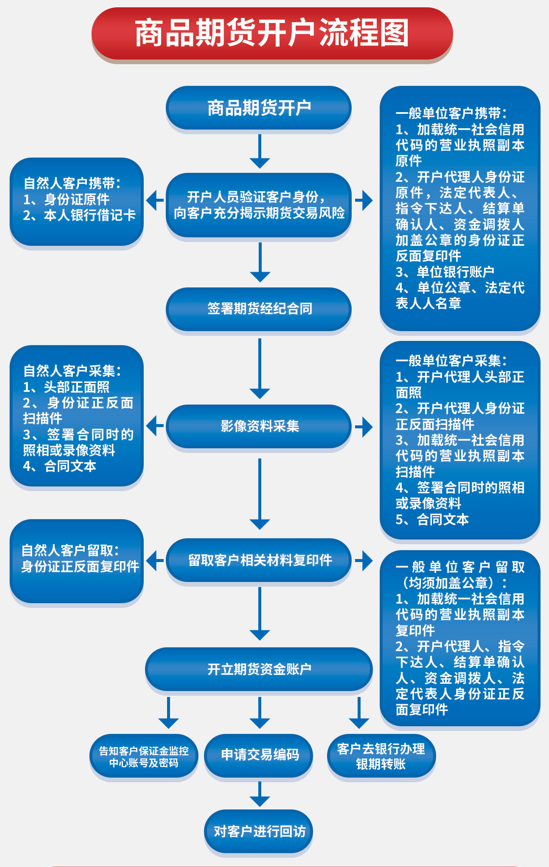 商品期货开户流程图
商品期货开户
一般单位客户携带：
1、加载统一社会信用
代码的营业执照副本
原件
2、开户代理人身份证
原件，法定代表人、
指令下达人、结算单
确认人、资金调拨人
加盖公章的身份证正
反面复印件
3、单位银行账户
4、单位公章、法定代
表人人名章
自然人客户携带：
1、身份证原件
2、本人银行借记卡
开户人员验证客户身份，
向客户充分揭示期货交易风险
签署期货经纪合同
自然人客户采集：
1、头部正面照
2、身份证正反面
扫描件
3、签署合同时的
照相或录像资料
4、合同文本
影像资料采集
一般单位客户采集：
1、开户代理人头部正
面照
2、开户代理人身份证
正反面扫描件
3、加载统一社会信用
代码的营业执照副本
扫描件
4、签署合同时的照相
或录像资料
5、合同文本
自然人客户留取：
身份证正反面复印件
留取客户相关材料复印件
一般单位客户留取
（均须加盖公章）：
1、加载统一社会信用
代码的营业执照副本
复印件
2、开户代理人、指令
下达人、结算单确认
人、资金调拨人、法
定代表人身份证正反
面复印件
开立期货资金账户
告知客户保证金监控
中心账号及密码
申请交易编码
客户去银行办理
银期转账
对客户进行回访